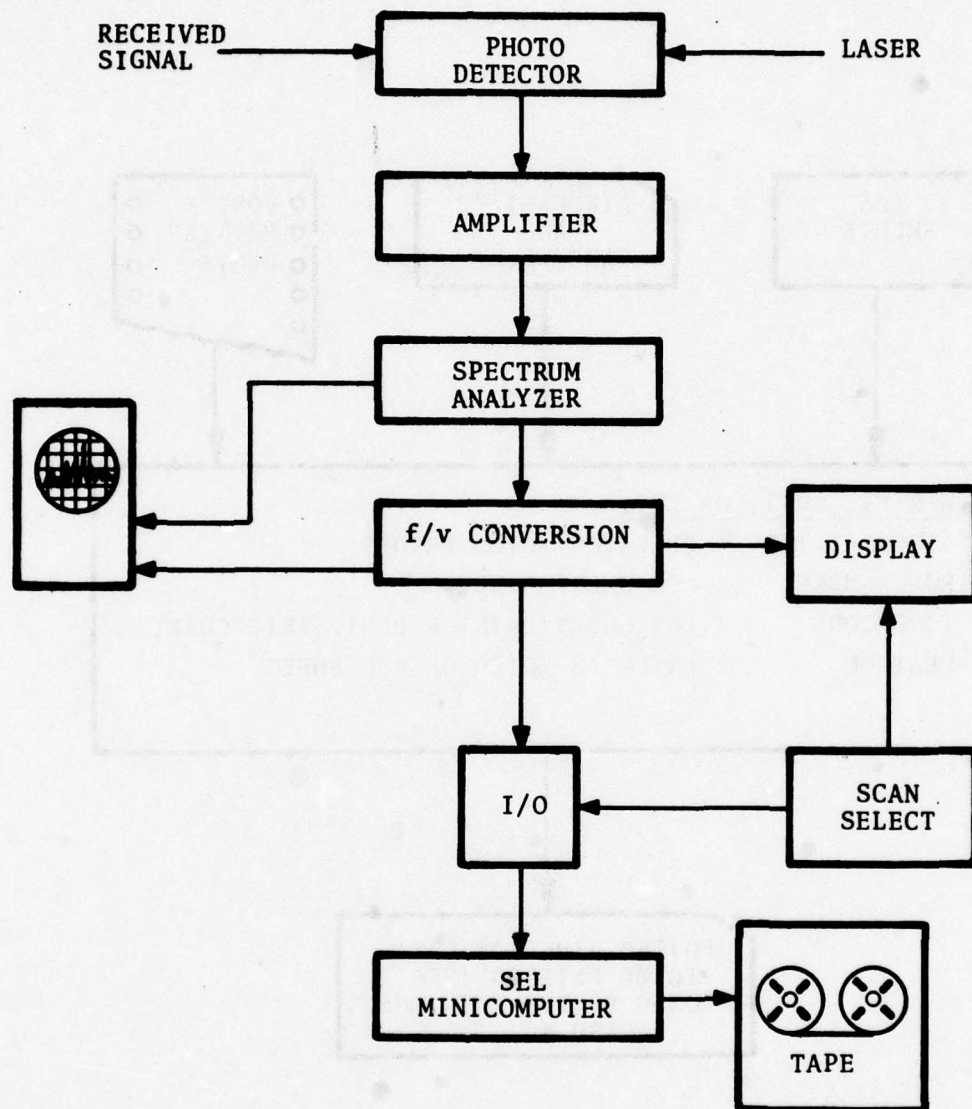 RECEIVED
SIGNAL
PHOTO
DETECTOR
LASER
AMPLIFIER
SPECTRUM
ANALYZER
f/v CONVERSION
DISPLAY
I/O
SCAN
SELECT
SEL
MINICOMPUTER
TAPE